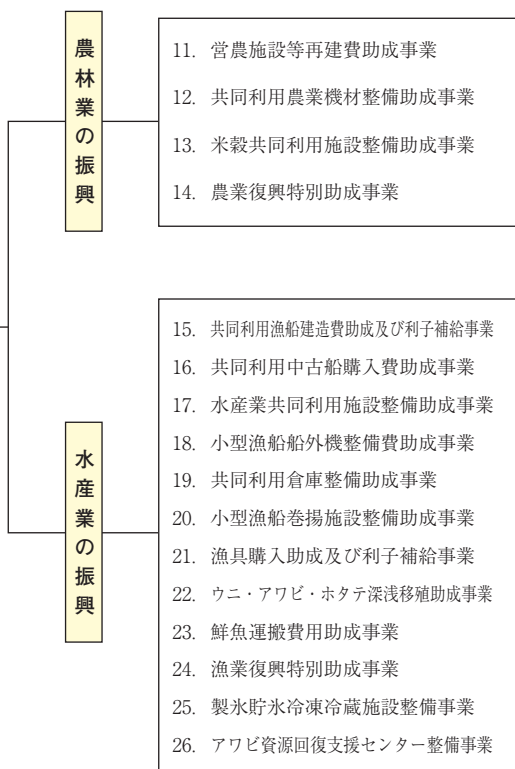 農林業の振興
11. 営農施設等再建費助成事業
12. 共同利用農業機材整備助成事業
13. 米穀共同利用施設整備助成事業
14. 農業復興特別助成事業
水産業の振興
15. 共同利用漁船建造費助成及び利子補給事業
16. 共同利用中古船購入費助成事業
17. 水産業共同利用施設整備助成事業
18. 小型漁船船外機整備費助成事業
19. 共同利用倉庫整備助成事業
20. 小型漁船巻揚施設整備助成事業
21. 漁具購入助成及び利子補給事業
22. ウニ・アワビ・ホタテ深浅移殖助成事業
23. 鮮魚運搬費用助成事業
24. 漁業復興特別助成事業
25. 製氷貯氷冷凍冷蔵施設整備事業
26. アワビ資源回復支援センター整備事業